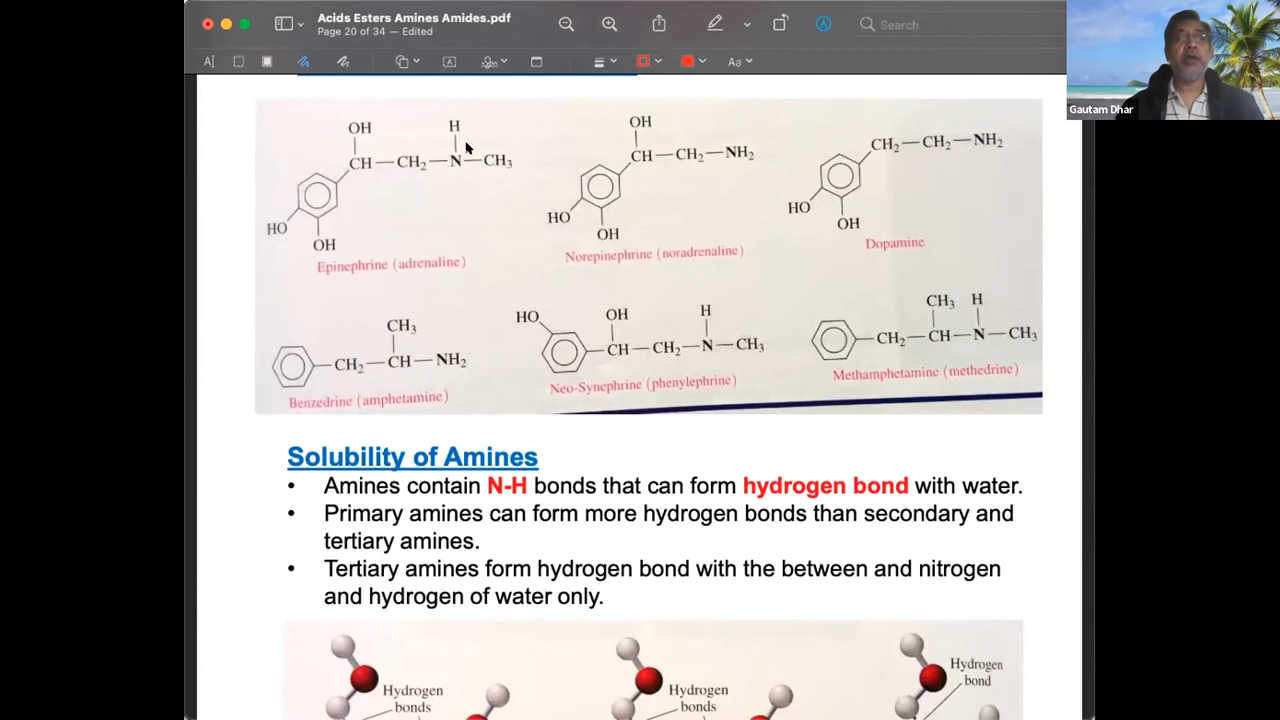 Acids Esters Amines Amides.pdf
Page 20 of 34 — Edited
Search
Aa
Gautam Dhar
OH H
CH—CH₂—N—CH₃
HO
OH
Epinephrine (adrenaline)
OH
CH—CH₂—NH₂
HO
OH
Norepinephrine (noradrenaline)
CH₂—CH₂—NH₂
HO
OH
Dopamine
CH₃
CH₂—CH—NH₂
Benzedrine (amphetamine)
HO OH H
CH—CH₂—N—CH₃
Neo-Synephrine (phenylephrine)
CH₃ H
CH₂—CH—N—CH₃
Methamphetamine (methedrine)
Solubility of Amines
• Amines contain N-H bonds that can form hydrogen bond with water.
• Primary amines can form more hydrogen bonds than secondary and
tertiary amines.
• Tertiary amines form hydrogen bond with the between and nitrogen
and hydrogen of water only.
Hydrogen
bonds
Hydrogen
bonds
Hydrogen
bond